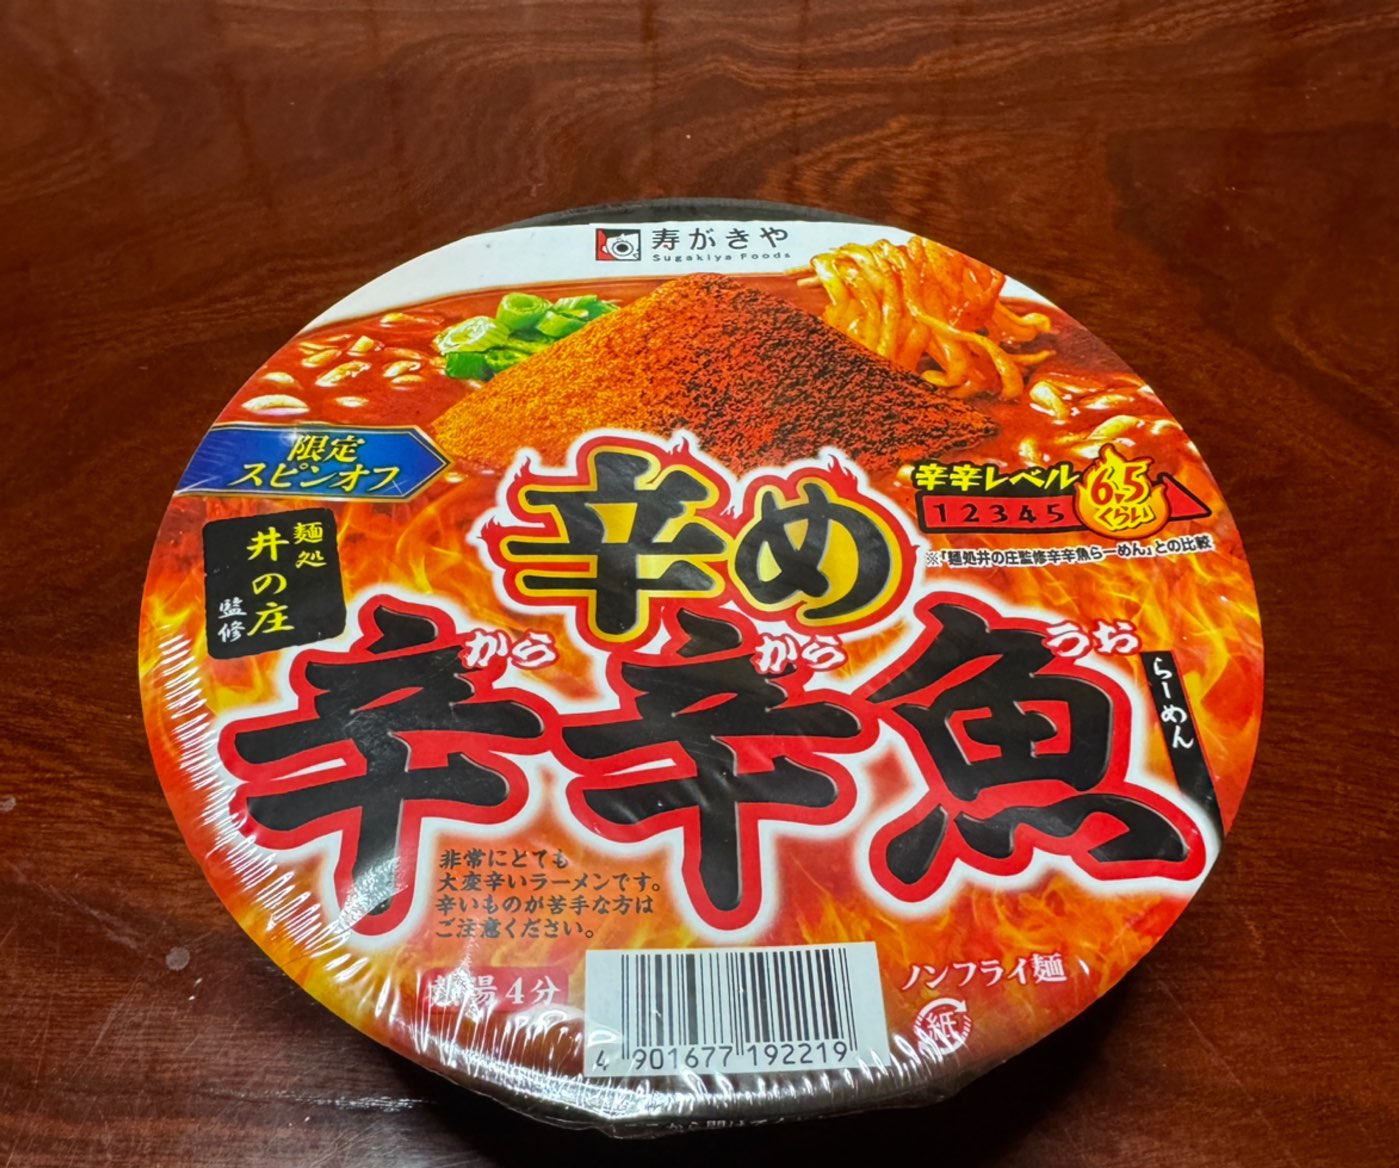 寿がきや
Sugakiya Foods
限定
スピンオフ
麺処
井の庄
監修
辛め
辛辛レベル
1 2 3 4 5
6.5
くらい
※「麺処井の庄監修辛辛魚らーめん」との比較
から から うお
辛辛魚
らーめん
非常にとても
大変辛いラーメンです。
辛いものが苦手な方は
ご注意ください。
熱湯4分
4 901677 192219
ノンフライ麺
紙